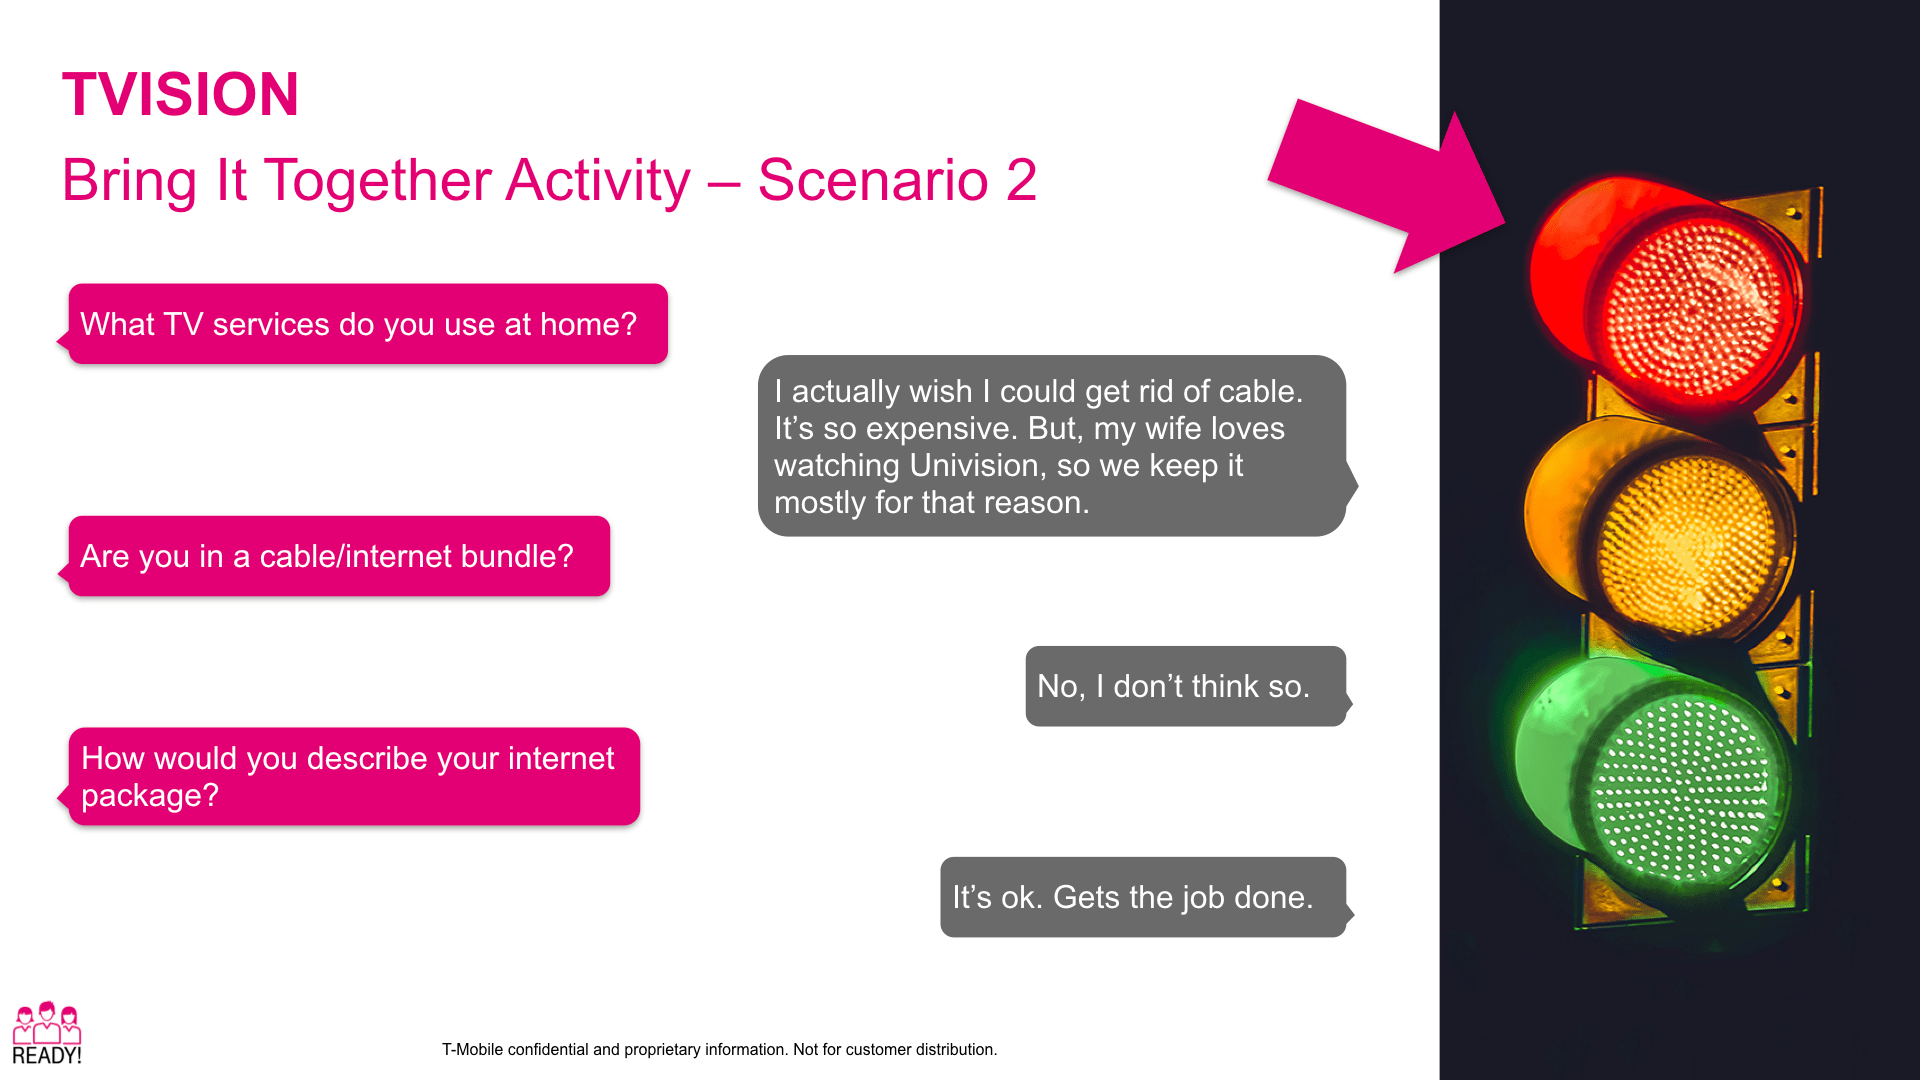 TVISION
Bring It Together Activity – Scenario 2
What TV services do you use at home?
I actually wish I could get rid of cable.
It’s so expensive. But, my wife loves
watching Univision, so we keep it
mostly for that reason.
Are you in a cable/internet bundle?
No, I don’t think so.
How would you describe your internet
package?
It’s ok. Gets the job done.
READY!
T-Mobile confidential and proprietary information. Not for customer distribution.